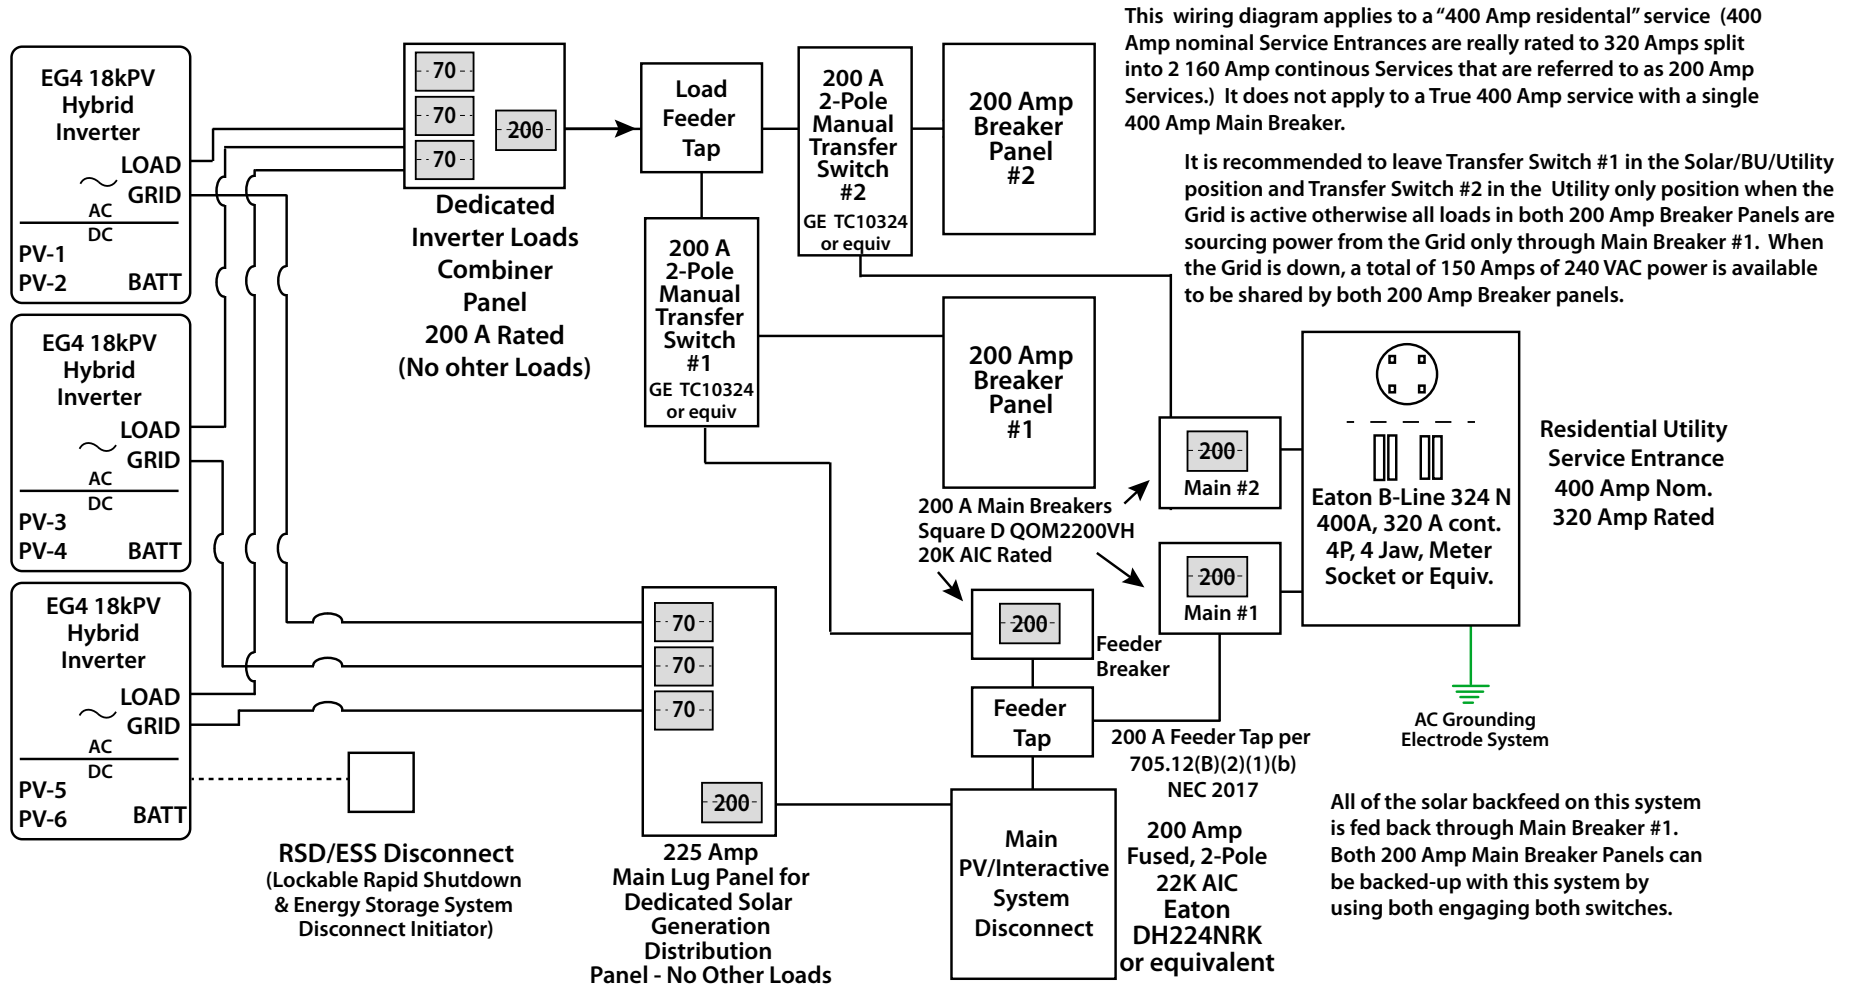 This wiring diagram applies to a “400 Amp residental” service (400
Amp nominal Service Entrances are really rated to 320 Amps split
into 2 160 Amp continous Services that are referred to as 200 Amp
Services.) It does not apply to a True 400 Amp service with a single
400 Amp Main Breaker.
It is recommended to leave Transfer Switch #1 in the Solar/BU/Utility
position and Transfer Switch #2 in the Utility only position when the
Grid is active otherwise all loads in both 200 Amp Breaker Panels are
sourcing power from the Grid only through Main Breaker #1. When
the Grid is down, a total of 150 Amps of 240 VAC power is available
to be shared by both 200 Amp Breaker panels.
EG4 18kPV
Hybrid
Inverter
LOAD
GRID
AC
DC
PV-1
PV-2
BATT
EG4 18kPV
Hybrid
Inverter
LOAD
GRID
AC
DC
PV-3
PV-4
BATT
EG4 18kPV
Hybrid
Inverter
LOAD
GRID
AC
DC
PV-5
PV-6
BATT
70
70
70
200
Dedicated
Inverter Loads
Combiner
Panel
200 A Rated
(No ohter Loads)
Load
Feeder
Tap
200 A
2-Pole
Manual
Transfer
Switch
#2
GE TC10324
or equiv
200 Amp
Breaker
Panel
#2
200 A
2-Pole
Manual
Transfer
Switch
#1
GE TC10324
or equiv
200 Amp
Breaker
Panel
#1
200 A Main Breakers
Square D QOM2200VH
20K AIC Rated
200
Main #2
200
Main #1
Eaton B-Line 324 N
400A, 320 A cont.
4P, 4 Jaw, Meter
Socket or Equiv.
Residential Utility
Service Entrance
400 Amp Nom.
320 Amp Rated
AC Grounding
Electrode System
200
Feeder
Breaker
Feeder
Tap
200 A Feeder Tap per
705.12(B)(2)(1)(b)
NEC 2017
70
70
70
200
225 Amp
Main Lug Panel for
Dedicated Solar
Generation
Distribution
Panel - No Other Loads
Main
PV/Interactive
System
Disconnect
200 Amp
Fused, 2-Pole
22K AIC
Eaton
DH224NRK
or equivalent
RSD/ESS Disconnect
(Lockable Rapid Shutdown
& Energy Storage System
Disconnect Initiator)
All of the solar backfeed on this system
is fed back through Main Breaker #1.
Both 200 Amp Main Breaker Panels can
be backed-up with this system by
using both engaging both switches.